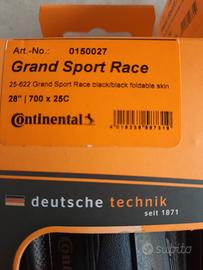 Art.-No.: 0150027
Grand Sport Race
25-622 Grand Sport Race black/black foldable skin
28" | 700 x 25C
Continental
deutsche technik
seit 1871
subito